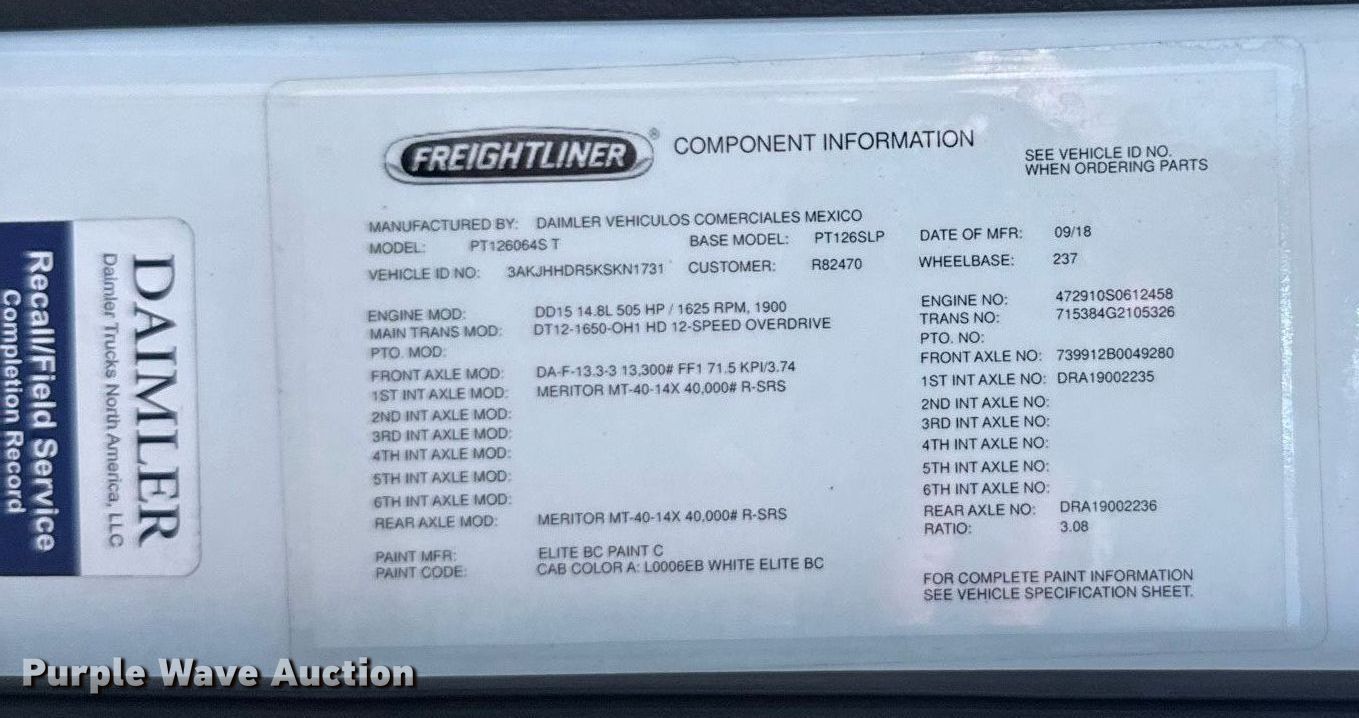 FREIGHTLINER® COMPONENT INFORMATION
SEE VEHICLE ID NO.
WHEN ORDERING PARTS
MANUFACTURED BY: DAIMLER VEHICULOS COMERCIALES MEXICO
MODEL: PT126064S T BASE MODEL: PT126SLP DATE OF MFR: 09/18
VEHICLE ID NO: 3AKJHHDR5KSKN1731 CUSTOMER: R82470 WHEELBASE: 237
ENGINE MOD: DD15 14.8L 505 HP / 1625 RPM, 1900 ENGINE NO: 472910S0612458
MAIN TRANS MOD: DT12-1650-OH1 HD 12-SPEED OVERDRIVE TRANS NO: 715384G2105326
PTO. MOD: PTO. NO:
FRONT AXLE MOD: DA-F-13.3-3 13,300# FF1 71.5 KPI/3.74 FRONT AXLE NO: 739912B0049280
1ST INT AXLE MOD: MERITOR MT-40-14X 40,000# R-SRS 1ST INT AXLE NO: DRA19002235
2ND INT AXLE MOD: 2ND INT AXLE NO:
3RD INT AXLE MOD: 3RD INT AXLE NO:
4TH INT AXLE MOD: 4TH INT AXLE NO:
5TH INT AXLE MOD: 5TH INT AXLE NO:
6TH INT AXLE MOD: 6TH INT AXLE NO:
REAR AXLE MOD: MERITOR MT-40-14X 40,000# R-SRS REAR AXLE NO: DRA19002236
RATIO: 3.08
PAINT MFR: ELITE BC PAINT C
PAINT CODE: CAB COLOR A: L0006EB WHITE ELITE BC
FOR COMPLETE PAINT INFORMATION
SEE VEHICLE SPECIFICATION SHEET.
DAIMLER
Daimler Trucks North America, LLC
Recall/Field Service
Completion Record
Purple Wave Auction